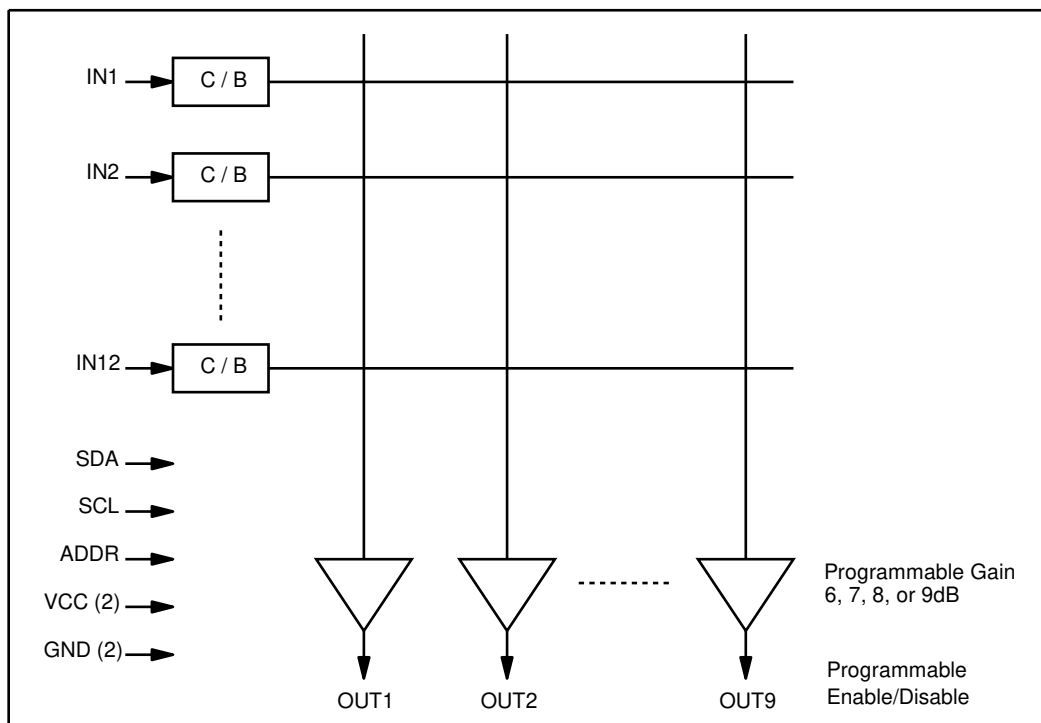 IN1
C / B
IN2
C / B
IN12
C / B
SDA
SCL
ADDR
VCC (2)
GND (2)
Programmable Gain
6, 7, 8, or 9dB
Programmable
Enable/Disable
OUT1
OUT2
OUT9